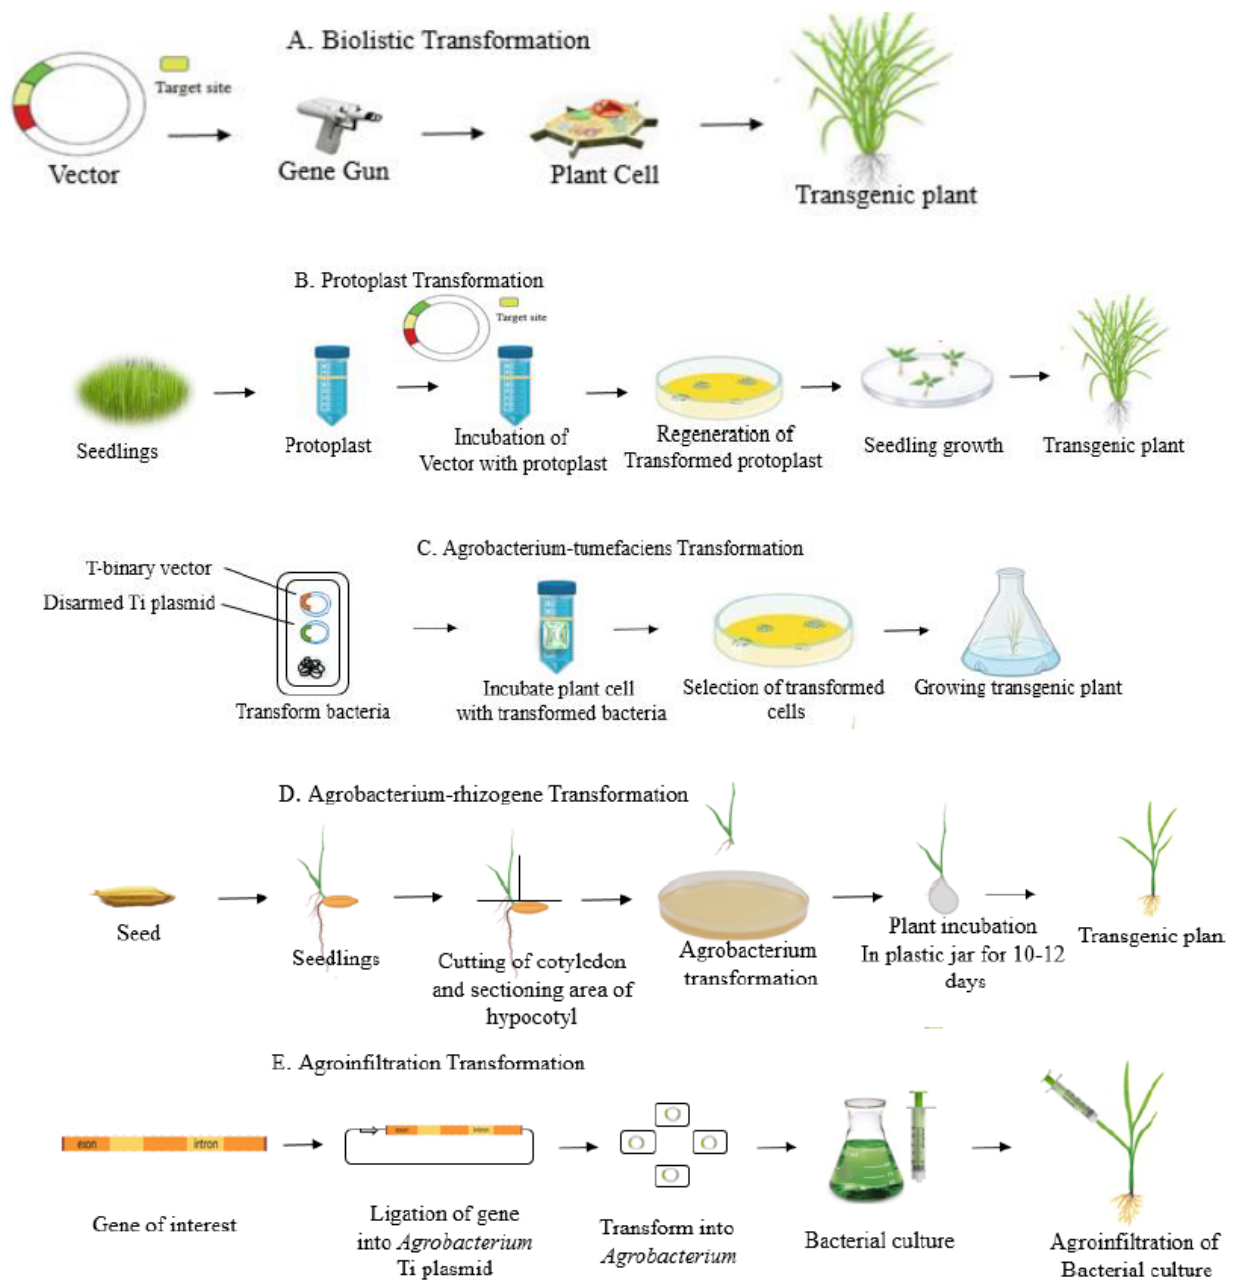 A. Biolistic Transformation
Target site
Vector
Gene Gun
Plant Cell
Transgenic plant
B. Protoplast Transformation
Target site
Seedlings
Protoplast
Incubation of
Vector with protoplast
Regeneration of
Transformed protoplast
Seedling growth
Transgenic plant
C. Agrobacterium-tumefaciens Transformation
T-binary vector
Disarmed Ti plasmid
Transform bacteria
Incubate plant cell
with transformed bacteria
Selection of transformed
cells
Growing transgenic plant
D. Agrobacterium-rhizogene Transformation
Seed
Seedlings
Cutting of cotyledon
and sectioning area of
hypocotyl
Agrobacterium
transformation
Plant incubation
In plastic jar for 10-12
days
Transgenic plan
E. Agroinfiltration Transformation
exon
intron
Gene of interest
exon
intron
Ligation of gene
into Agrobacterium
Ti plasmid
Transform into
Agrobacterium
Bacterial culture
Agroinfiltration of
Bacterial culture